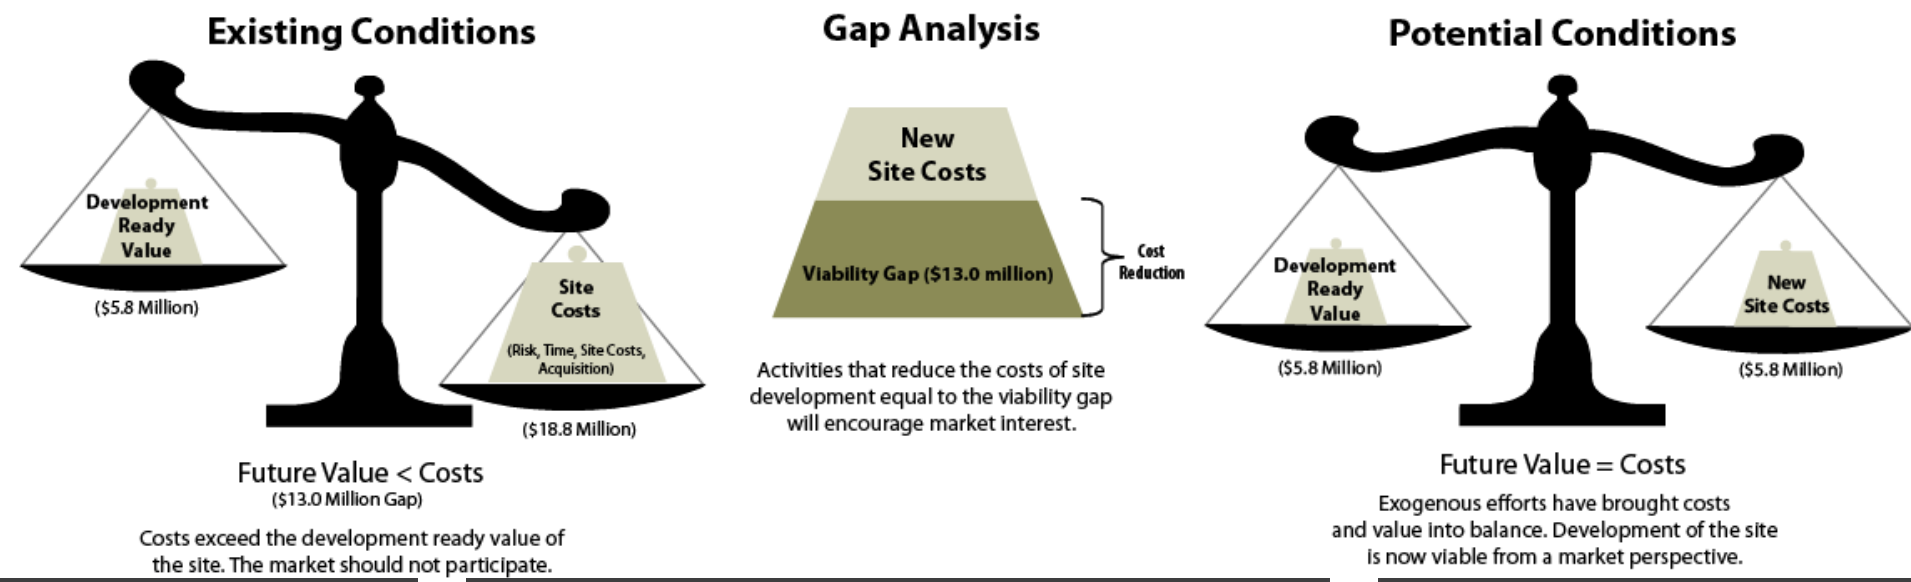 Existing Conditions
Development
Ready
Value
($5.8 Million)
Site
Costs
(Risk, Time, Site Costs,
Acquisition)
($18.8 Million)
Future Value < Costs
($13.0 Million Gap)
Costs exceed the development ready value of
the site. The market should not participate.
Gap Analysis
New
Site Costs
Viability Gap ($13.0 million)
Cost
Reduction
Activities that reduce the costs of site
development equal to the viability gap
will encourage market interest.
Potential Conditions
Development
Ready
Value
($5.8 Million)
New
Site Costs
($5.8 Million)
Future Value = Costs
Exogenous efforts have brought costs
and value into balance. Development of the site
is now viable from a market perspective.